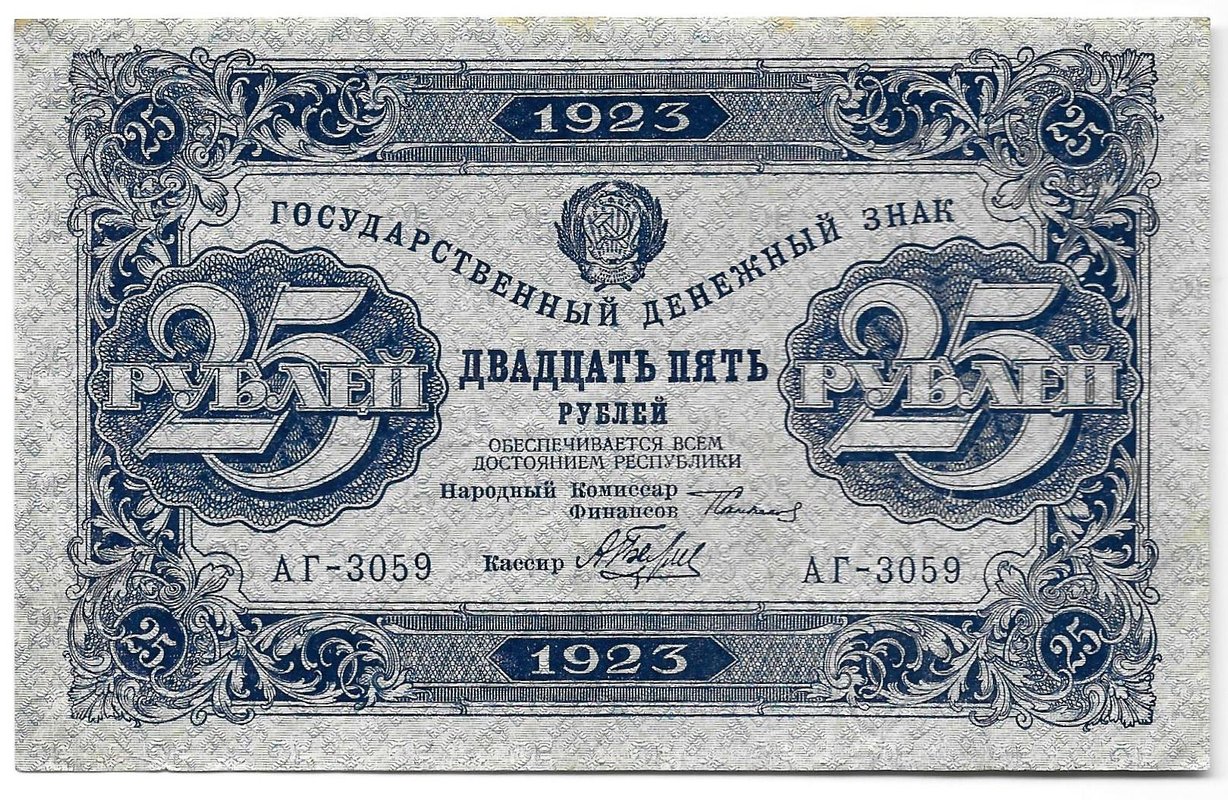 25
1923
25
ГОСУДАРСТВЕННЫЙ ДЕНЕЖНЫЙ ЗНАК
25
РУБЛЕЙ
25
РУБЛЕЙ
ДВАДЦАТЬ ПЯТЬ
РУБЛЕЙ
ОБЕСПЕЧИВАЕТСЯ ВСЕМ
ДОСТОЯНИЕМ РЕСПУБЛИКИ
Народный Комиссар
Финансов
Кассир
АГ-3059
АГ-3059
25
1923
25